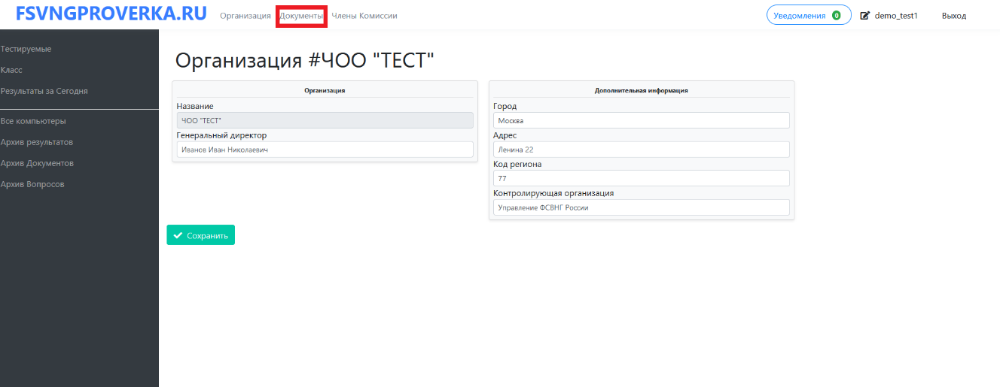 FSVNGPROVERKA.RU
Организация Документы Члены Комиссии
Уведомления 0 demo_test1 Выход
Тестируемые
Класс
Результаты за Сегодня
Все компьютеры
Архив результатов
Архив Документов
Архив Вопросов
Организация #ЧОО "ТЕСТ"
Организация
Название
ЧОО "ТЕСТ"
Генеральный директор
Иванов Иван Николаевич
Дополнительная информация
Город
Москва
Адрес
Ленина 22
Код региона
77
Контролирующая организация
Управление ФСВНГ России
Сохранить